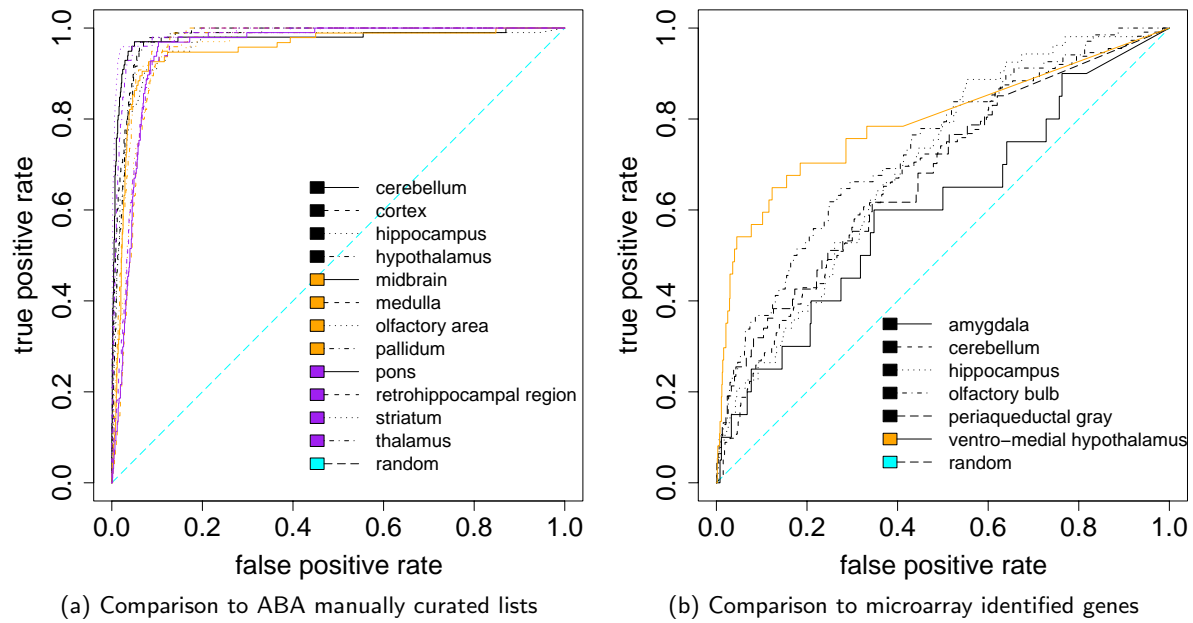 true positive rate
1.0
0.8
0.6
0.4
0.2
0.0
cerebellum
cortex
hippocampus
hypothalamus
midbrain
medulla
olfactory area
pallidum
pons
retrohippocampal region
striatum
thalamus
random
0.0 0.2 0.4 0.6 0.8 1.0
false positive rate
(a) Comparison to ABA manually curated lists
true positive rate
1.0
0.8
0.6
0.4
0.2
0.0
amygdala
cerebellum
hippocampus
olfactory bulb
periaqueductal gray
ventro−medial hypothalamus
random
0.0 0.2 0.4 0.6 0.8 1.0
false positive rate
(b) Comparison to microarray identified genes